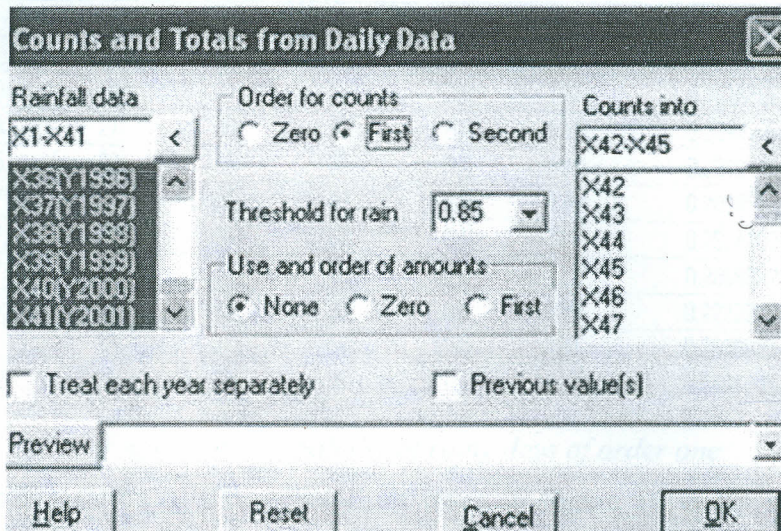 Counts and Totals from Daily Data
Rainfall data
X1-X41
<
X36(Y1996)
X37(Y1997)
X38(Y1998)
X39(Y1999)
X40(Y2000)
X41(Y2001)
Order for counts
Zero First Second
Threshold for rain 0.85
Use and order of amounts
None Zero First
Counts into
X42-X45
<
X42
X43
X44
X45
X46
X47
Treat each year separately
Previous value(s)
Preview
Help Reset Cancel OK